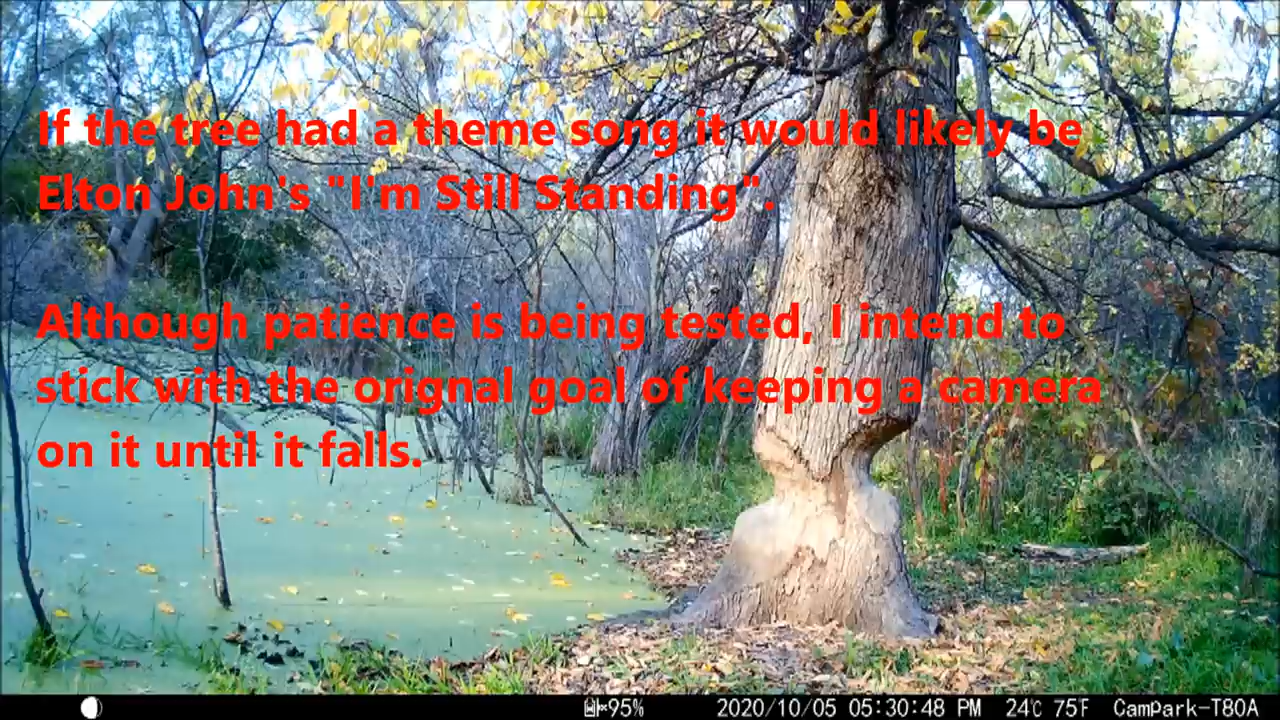 If the tree had a theme song it would likely be
Elton John's "I'm Still Standing".
Although patience is being tested, I intend to
stick with the orignal goal of keeping a camera
on it until it falls.
95% 2020/10/05 05:30:48 PM 24℃ 75℉ CamPark-T80A